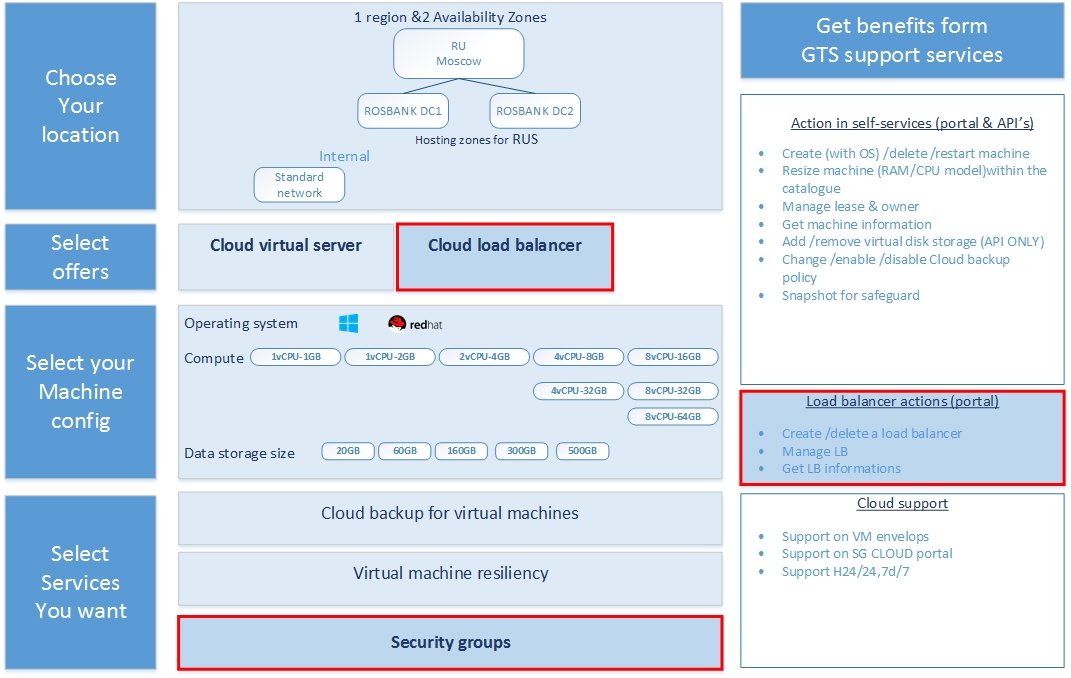 Choose
Your
location
1 region &2 Availability Zones
RU
Moscow
ROSBANK DC1
ROSBANK DC2
Hosting zones for RUS
Internal
Standard
network
Select
offers
Cloud virtual server
Cloud load balancer
Select your
Machine
config
Operating system
redhat
Compute
1vCPU-1GB
1vCPU-2GB
2vCPU-4GB
4vCPU-8GB
8vCPU-16GB
4vCPU-32GB
8vCPU-32GB
8vCPU-64GB
Data storage size
20GB
60GB
160GB
300GB
500GB
Select
Services
You want
Cloud backup for virtual machines
Virtual machine resiliency
Security groups
Get benefits form
GTS support services
Action in self-services (portal & API’s)
• Create (with OS) /delete /restart machine
• Resize machine (RAM/CPU model)within the
catalogue
• Manage lease & owner
• Get machine information
• Add /remove virtual disk storage (API ONLY)
• Change /enable /disable Cloud backup
policy
• Snapshot for safeguard
Load balancer actions (portal)
• Create /delete a load balancer
• Manage LB
• Get LB informations
Cloud support
• Support on VM envelops
• Support on SG CLOUD portal
• Support H24/24,7d/7